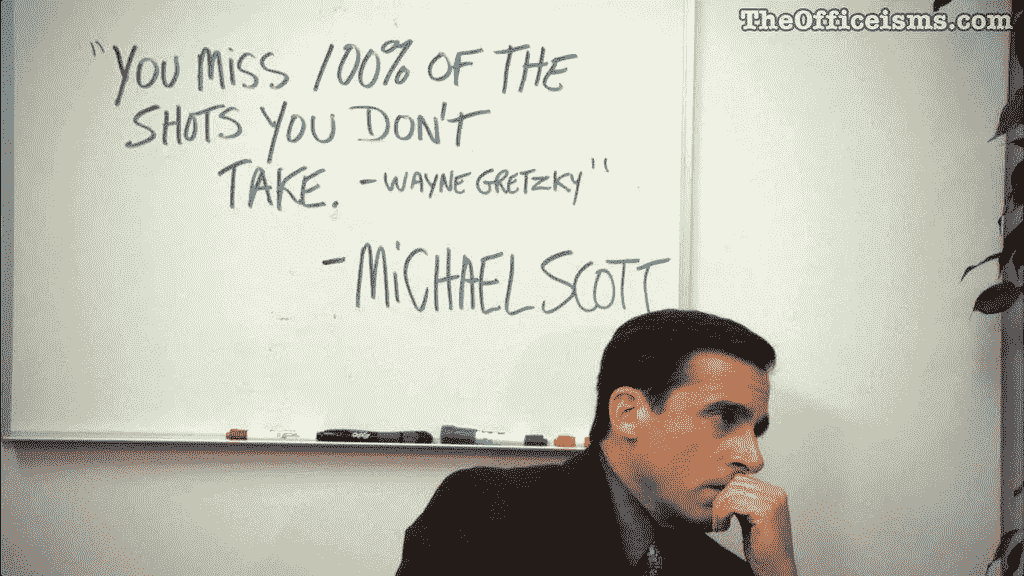 TheOfficeisms.com
"YOU MISS 100% OF THE
SHOTS YOU DON'T
TAKE. - WAYNE GRETZKY"
- MICHAEL SCOTT